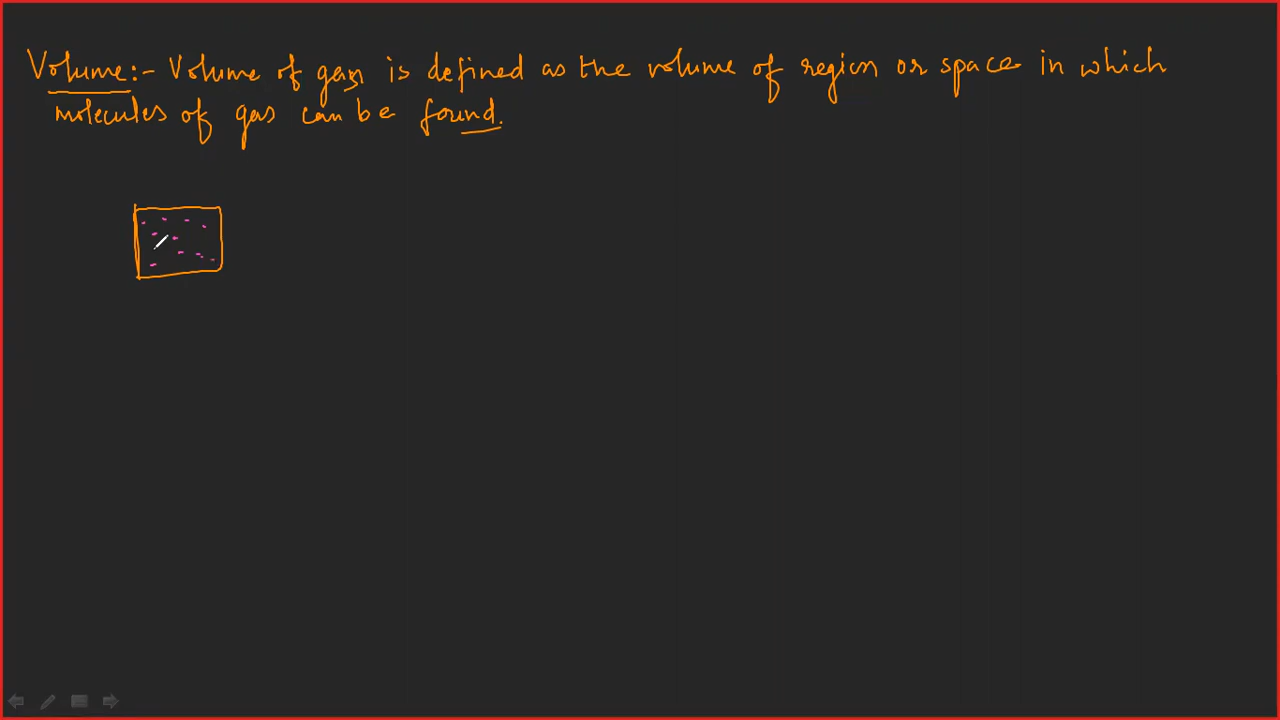 Volume:- Volume of gas is defined as the volume of region or space in which
molecules of gas can be found.